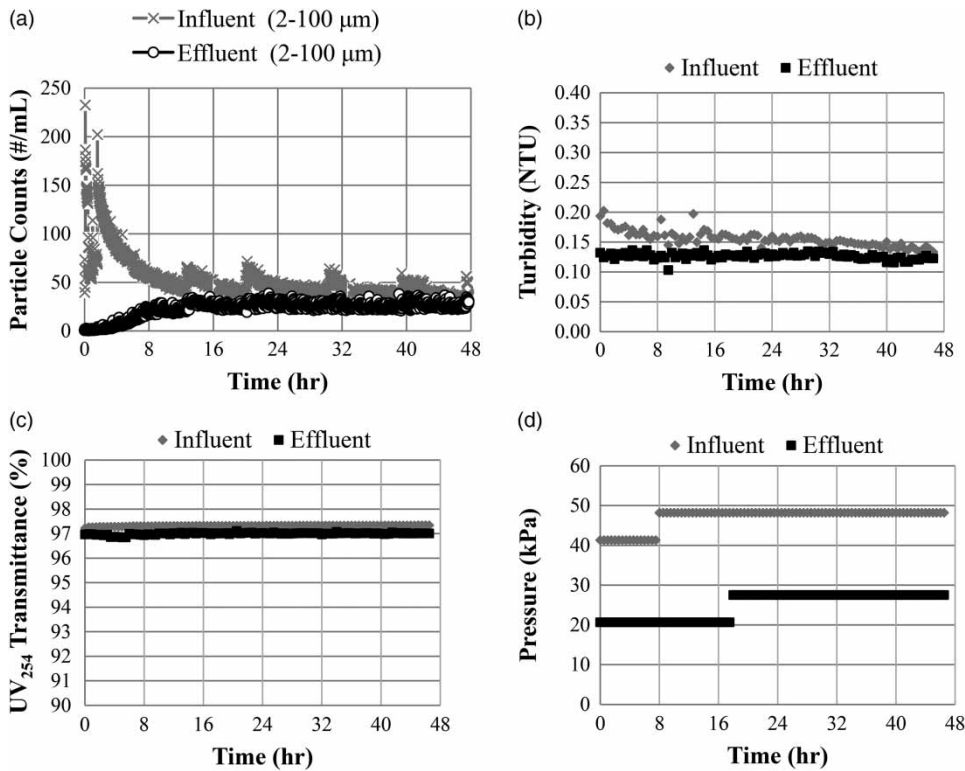 (a)
Influent (2-100 μm)
Effluent (2-100 μm)
Particle Counts (#/mL)
250
200
150
100
50
0
0 8 16 24 32 40 48
Time (hr)
(b)
Influent Effluent
Turbidity (NTU)
0.40
0.35
0.30
0.25
0.20
0.15
0.10
0.05
0.00
0 8 16 24 32 40 48
Time (hr)
(c)
Influent Effluent
UV254 Transmittance (%)
100
99
98
97
96
95
94
93
92
91
90
0 8 16 24 32 40 48
Time (hr)
(d)
Influent Effluent
Pressure (kPa)
60
50
40
30
20
10
0
0 8 16 24 32 40 48
Time (hr)